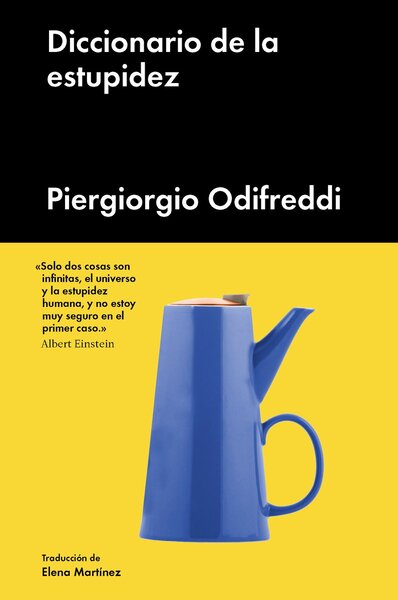 Diccionario de la
estupidez
Piergiorgio Odifreddi
«Solo dos cosas son
infinitas, el universo
y la estupidez
humana, y no estoy
muy seguro en el
primer caso.»
Albert Einstein
Traducción de
Elena Martínez